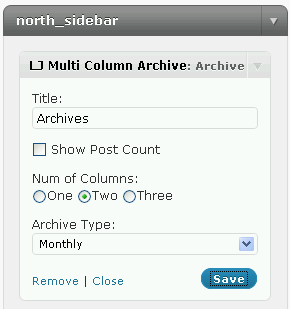 north_sidebar
Multi Column Archive: Archive
Title:
Archives
Show Post Count
Num of Columns:
One Two Three
Archive Type:
Monthly
Remove | Close Save